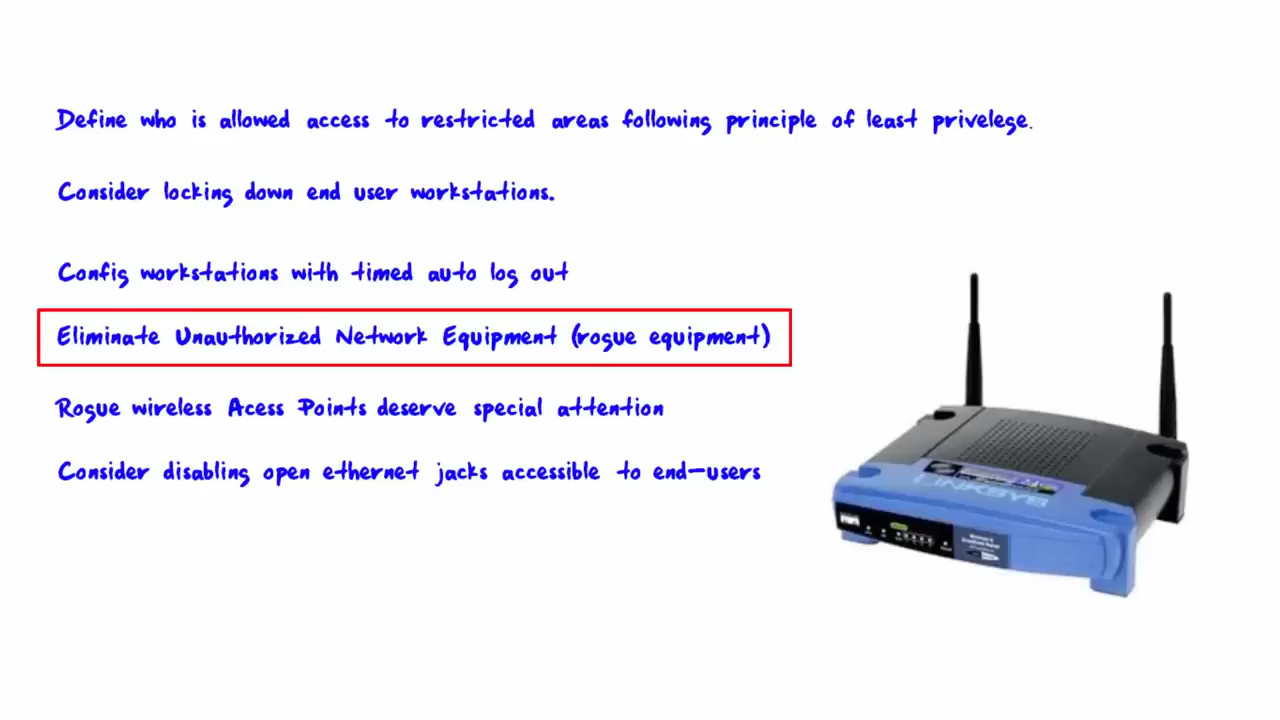 Define who is allowed access to restricted areas following principle of least privelege.
Consider locking down end user workstations.
Config workstations with timed auto log out
Eliminate Unauthorized Network Equipment (rogue equipment)
Rogue wireless Acess Points deserve special attention
Consider disabling open ethernet jacks accessible to end-users
LINKSYS